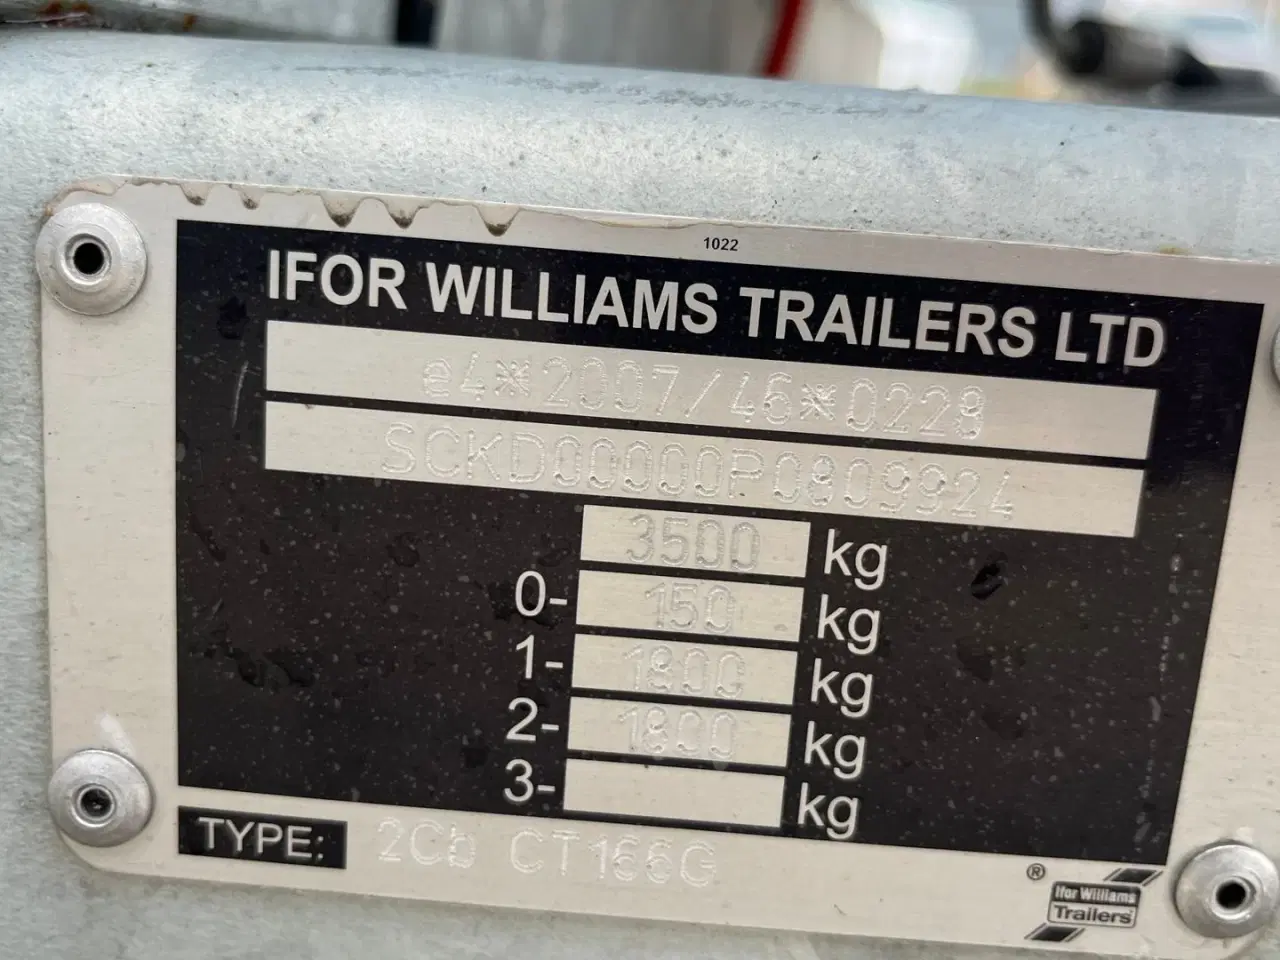 1022
IFOR WILLIAMS TRAILERS LTD
e4*2007/46*0228
SCKD00000P0809924
3500 kg
0- 150 kg
1- 1800 kg
2- 1800 kg
3- kg
TYPE: 2Cb CT166G
®
Ifor Williams
Trailers